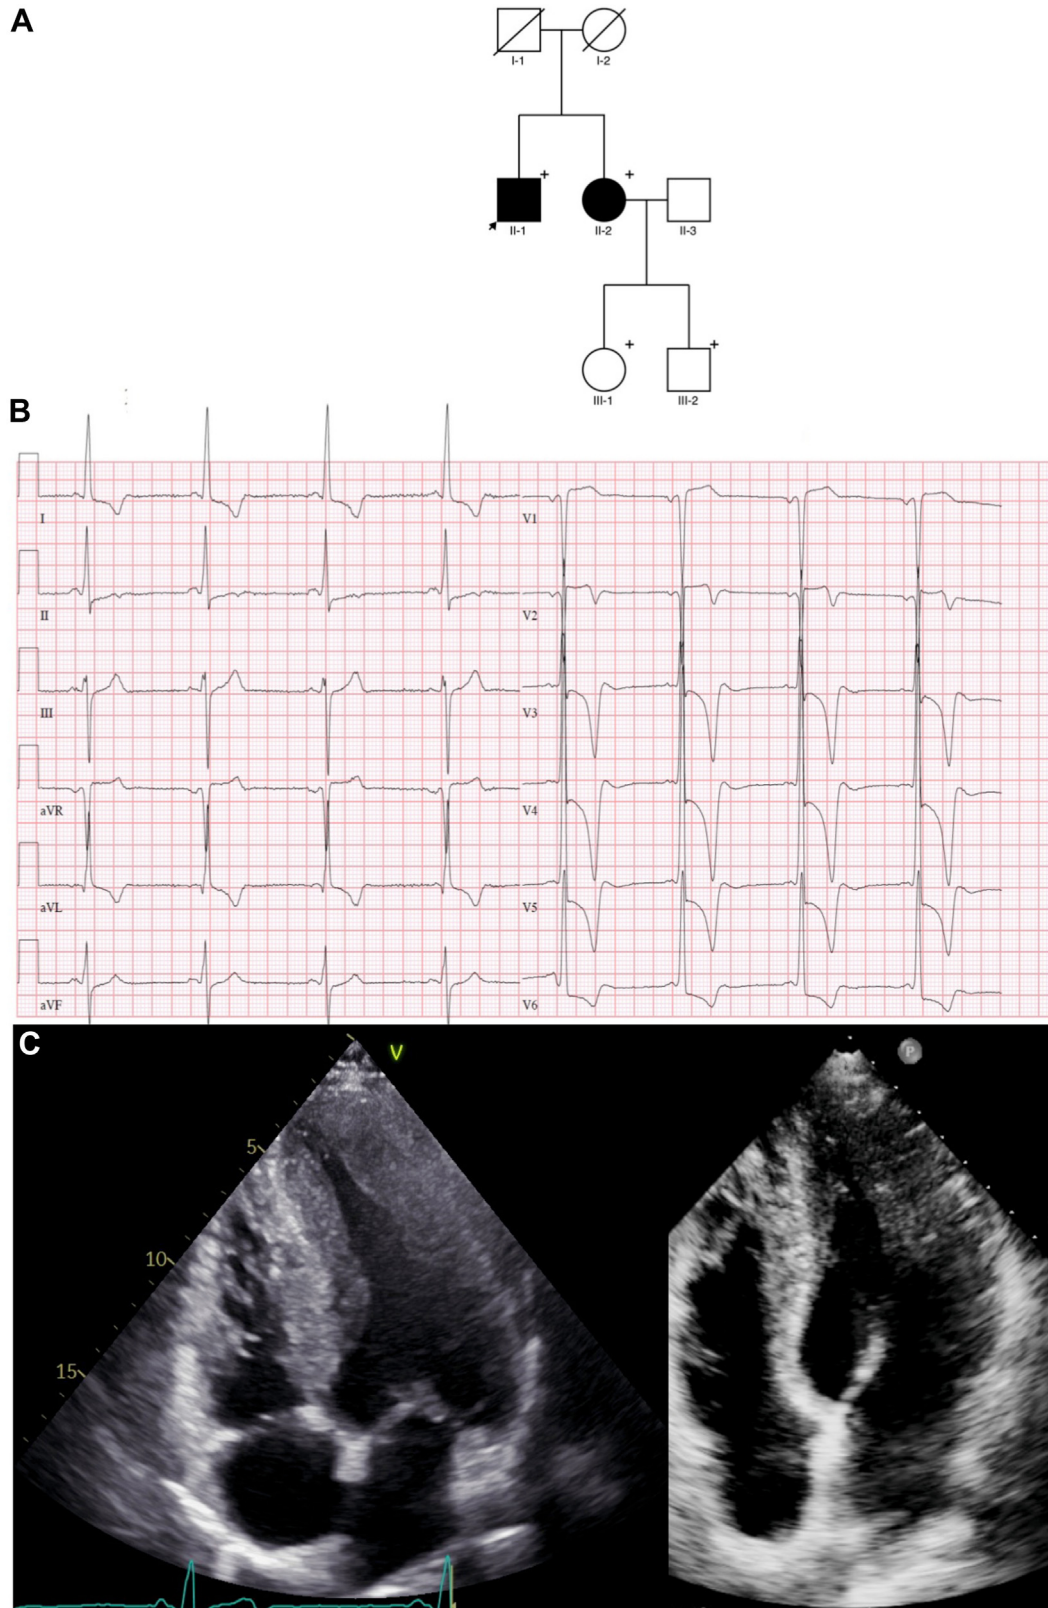 A
I-1 I-2
+ +
II-1 II-2 II-3
+ +
III-1 III-2
B
I V1
II V2
III V3
aVR V4
aVL V5
aVF V6
C
V P
5
10
15